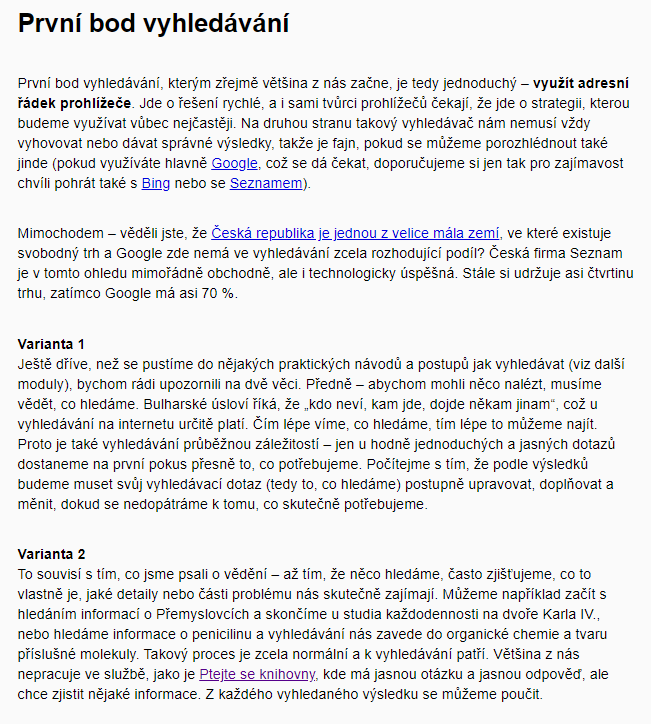 První bod vyhledávání
První bod vyhledávání, kterým zřejmě většina z nás začne, je tedy jednoduchý – využít adresní
řádek prohlížeče. Jde o řešení rychlé, a i sami tvůrci prohlížečů čekají, že jde o strategii, kterou
budeme využívat vůbec nejčastěji. Na druhou stranu takový vyhledávač nám nemusí vždy
vyhovovat nebo dávat správné výsledky, takže je fajn, pokud se můžeme porozhlédnout také
jinde (pokud využíváte hlavně Google, což se dá čekat, doporučujeme si jen tak pro zajímavost
chvíli pohrát také s Bing nebo se Seznamem).
Mimochodem – věděli jste, že Česká republika je jednou z velice mála zemí, ve které existuje
svobodný trh a Google zde nemá ve vyhledávání zcela rozhodující podíl? Česká firma Seznam
je v tomto ohledu mimořádně obchodně, ale i technologicky úspěšná. Stále si udržuje asi čtvrtinu
trhu, zatímco Google má asi 70 %.
Varianta 1
Ještě dříve, než se pustíme do nějakých praktických návodů a postupů jak vyhledávat (viz další
moduly), bychom rádi upozornili na dvě věci. Předně – abychom mohli něco nalézt, musíme
vědět, co hledáme. Bulharské úsloví říká, že „kdo neví, kam jde, dojde někam jinam“, což u
vyhledávání na internetu určitě platí. Čím lépe víme, co hledáme, tím lépe to můžeme najít.
Proto je také vyhledávání průběžnou záležitostí – jen u hodně jednoduchých a jasných dotazů
dostaneme na první pokus přesně to, co potřebujeme. Počítejme s tím, že podle výsledků
budeme muset svůj vyhledávací dotaz (tedy to, co hledáme) postupně upravovat, doplňovat a
měnit, dokud se nedopátráme k tomu, co skutečně potřebujeme.
Varianta 2
To souvisí s tím, co jsme psali o vědění – až tím, že něco hledáme, často zjišťujeme, co to
vlastně je, jaké detaily nebo části problému nás skutečně zajímají. Můžeme například začít s
hledáním informací o Přemyslovcích a skončíme u studia každodennosti na dvoře Karla IV.,
nebo hledáme informace o penicilinu a vyhledávání nás zavede do organické chemie a tvaru
příslušné molekuly. Takový proces je zcela normální a k vyhledávání patří. Většina z nás
nepracuje ve službě, jako je Ptejte se knihovny, kde má jasnou otázku a jasnou odpověď, ale
chce zjistit nějaké informace. Z každého vyhledaného výsledku se můžeme poučit.